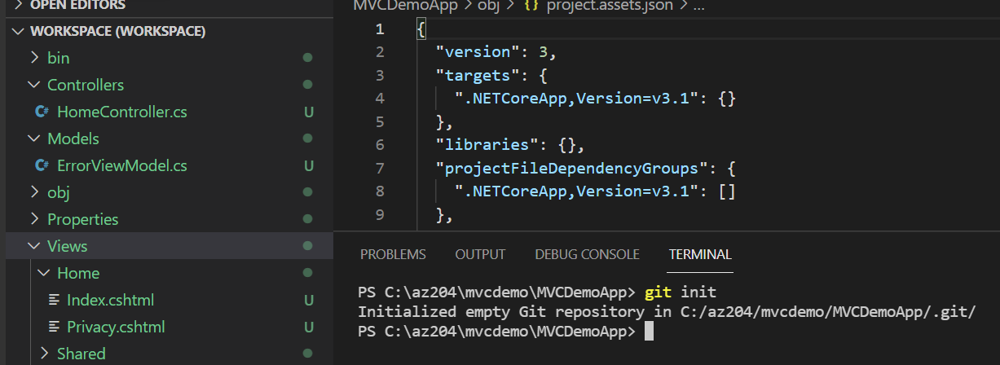 OPEN EDITORS
WORKSPACE (WORKSPACE)
bin
Controllers
C# HomeController.cs U
Models
C# ErrorViewModel.cs U
obj
Properties
Views
Home
Index.cshtml U
Privacy.cshtml U
Shared
MVCDemoApp > obj > {} project.assets.json > ...
1 {
2 "version": 3,
3 "targets": {
4 ".NETCoreApp,Version=v3.1": {}
5 },
6 "libraries": {},
7 "projectFileDependencyGroups": {
8 ".NETCoreApp,Version=v3.1": []
9 },
PROBLEMS OUTPUT DEBUG CONSOLE TERMINAL
PS C:\az204\mvcdemo\MVCDemoApp> git init
Initialized empty Git repository in C:/az204/mvcdemo/MVCDemoApp/.git/
PS C:\az204\mvcdemo\MVCDemoApp>